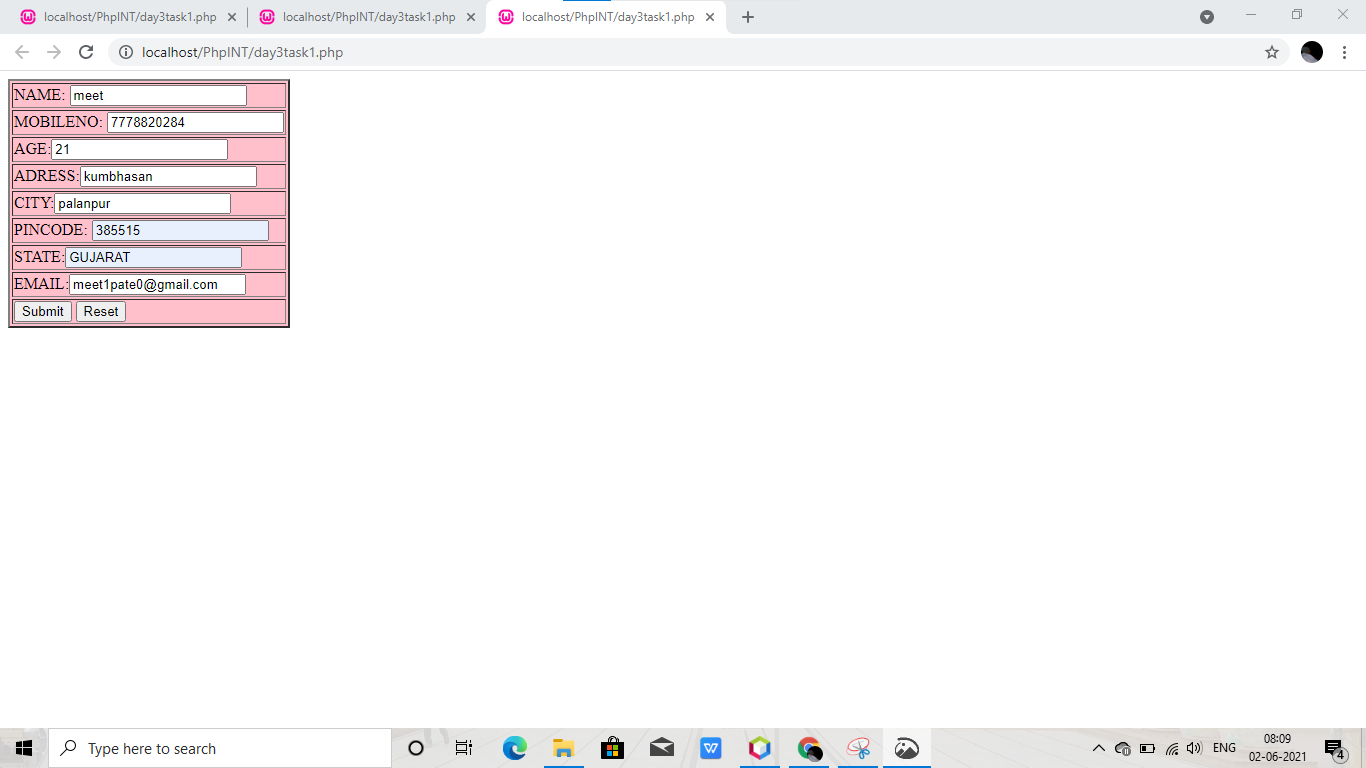 localhost/PhpINT/day3task1.php
localhost/PhpINT/day3task1.php
localhost/PhpINT/day3task1.php
localhost/PhpINT/day3task1.php
NAME: meet
MOBILENO: 7778820284
AGE: 21
ADRESS: kumbhasan
CITY: palanpur
PINCODE: 385515
STATE: GUJARAT
EMAIL: meet1pate0@gmail.com
Submit Reset
Type here to search
ENG
08:09
02-06-2021
4